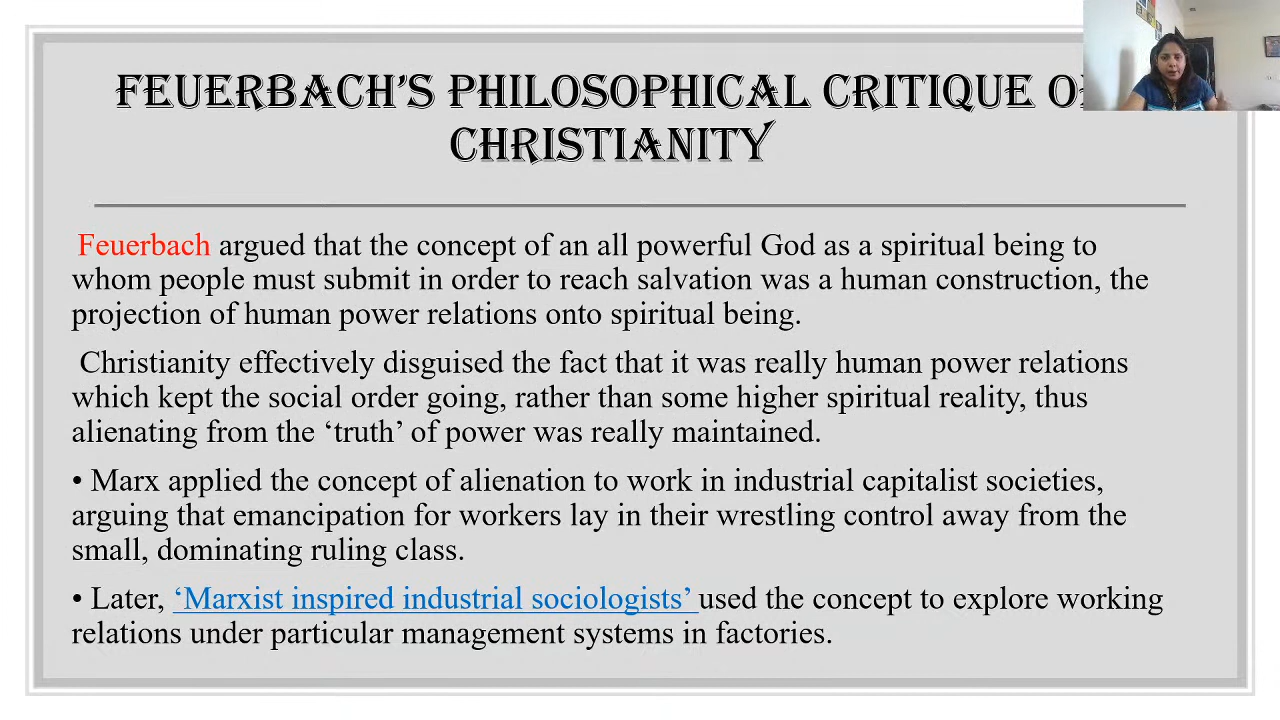 FEUERBACH'S PHILOSOPHICAL CRITIQUE
CHRISTIANITY
Feuerbach argued that the concept of an all powerful God as a spiritual being to
whom people must submit in order to reach salvation was a human construction, the
projection of human power relations onto spiritual being.
Christianity effectively disguised the fact that it was really human power relations
which kept the social order going, rather than some higher spiritual reality, thus
alienating from the ‘truth’ of power was really maintained.
• Marx applied the concept of alienation to work in industrial capitalist societies,
arguing that emancipation for workers lay in their wrestling control away from the
small, dominating ruling class.
• Later, ‘Marxist inspired industrial sociologists’ used the concept to explore working
relations under particular management systems in factories.